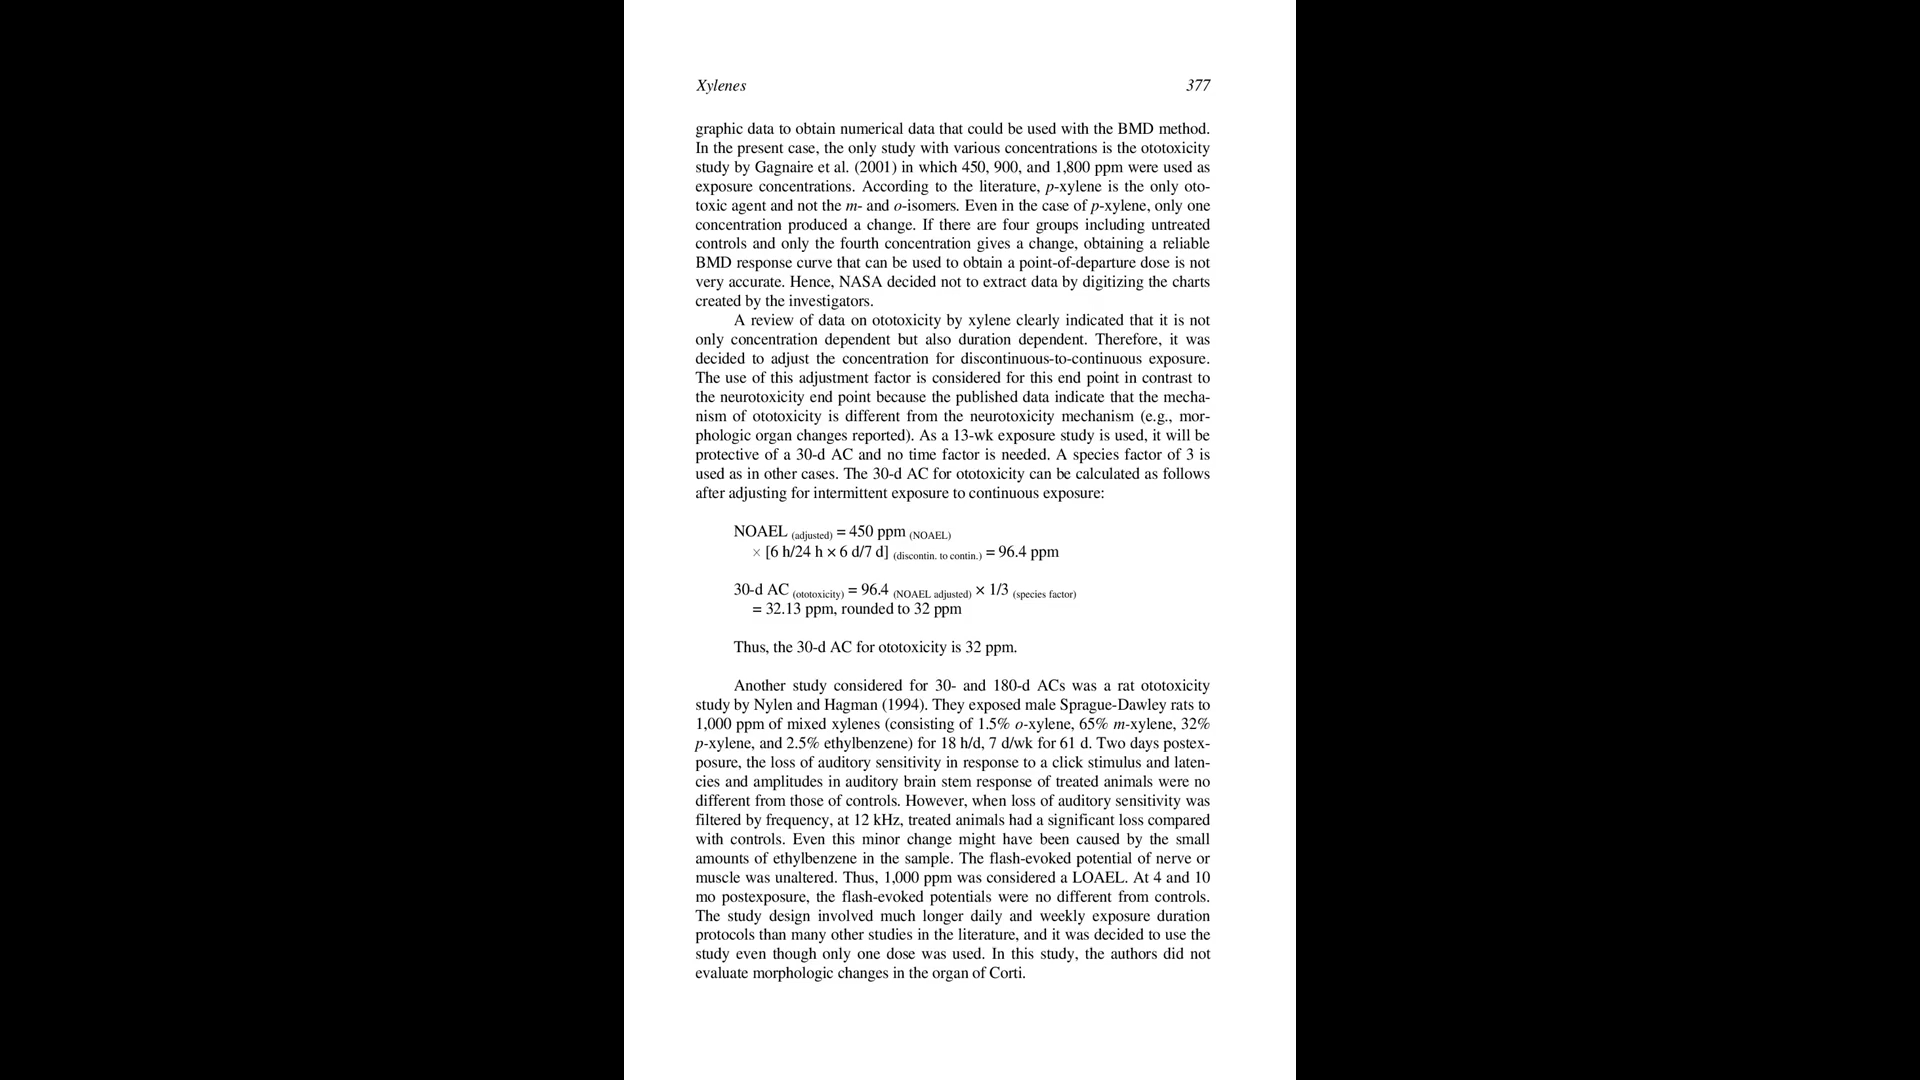 Xylenes 377
graphic data to obtain numerical data that could be used with the BMD method.
In the present case, the only study with various concentrations is the ototoxicity
study by Gagnaire et al. (2001) in which 450, 900, and 1,800 ppm were used as
exposure concentrations. According to the literature, p-xylene is the only oto-
toxic agent and not the m- and o-isomers. Even in the case of p-xylene, only one
concentration produced a change. If there are four groups including untreated
controls and only the fourth concentration gives a change, obtaining a reliable
BMD response curve that can be used to obtain a point-of-departure dose is not
very accurate. Hence, NASA decided not to extract data by digitizing the charts
created by the investigators.
A review of data on ototoxicity by xylene clearly indicated that it is not
only concentration dependent but also duration dependent. Therefore, it was
decided to adjust the concentration for discontinuous-to-continuous exposure.
The use of this adjustment factor is considered for this end point in contrast to
the neurotoxicity end point because the published data indicate that the mecha-
nism of ototoxicity is different from the neurotoxicity mechanism (e.g., mor-
phologic organ changes reported). As a 13-wk exposure study is used, it will be
protective of a 30-d AC and no time factor is needed. A species factor of 3 is
used as in other cases. The 30-d AC for ototoxicity can be calculated as follows
after adjusting for intermittent exposure to continuous exposure:
NOAEL (adjusted) = 450 ppm (NOAEL)
× [6 h/24 h × 6 d/7 d] (discontin. to contin.) = 96.4 ppm
30-d AC (ototoxicity) = 96.4 (NOAEL adjusted) × 1/3 (species factor)
= 32.13 ppm, rounded to 32 ppm
Thus, the 30-d AC for ototoxicity is 32 ppm.
Another study considered for 30- and 180-d ACs was a rat ototoxicity
study by Nylen and Hagman (1994). They exposed male Sprague-Dawley rats to
1,000 ppm of mixed xylenes (consisting of 1.5% o-xylene, 65% m-xylene, 32%
p-xylene, and 2.5% ethylbenzene) for 18 h/d, 7 d/wk for 61 d. Two days postex-
posure, the loss of auditory sensitivity in response to a click stimulus and laten-
cies and amplitudes in auditory brain stem response of treated animals were no
different from those of controls. However, when loss of auditory sensitivity was
filtered by frequency, at 12 kHz, treated animals had a significant loss compared
with controls. Even this minor change might have been caused by the small
amounts of ethylbenzene in the sample. The flash-evoked potential of nerve or
muscle was unaltered. Thus, 1,000 ppm was considered a LOAEL. At 4 and 10
mo postexposure, the flash-evoked potentials were no different from controls.
The study design involved much longer daily and weekly exposure duration
protocols than many other studies in the literature, and it was decided to use the
study even though only one dose was used. In this study, the authors did not
evaluate morphologic changes in the organ of Corti.